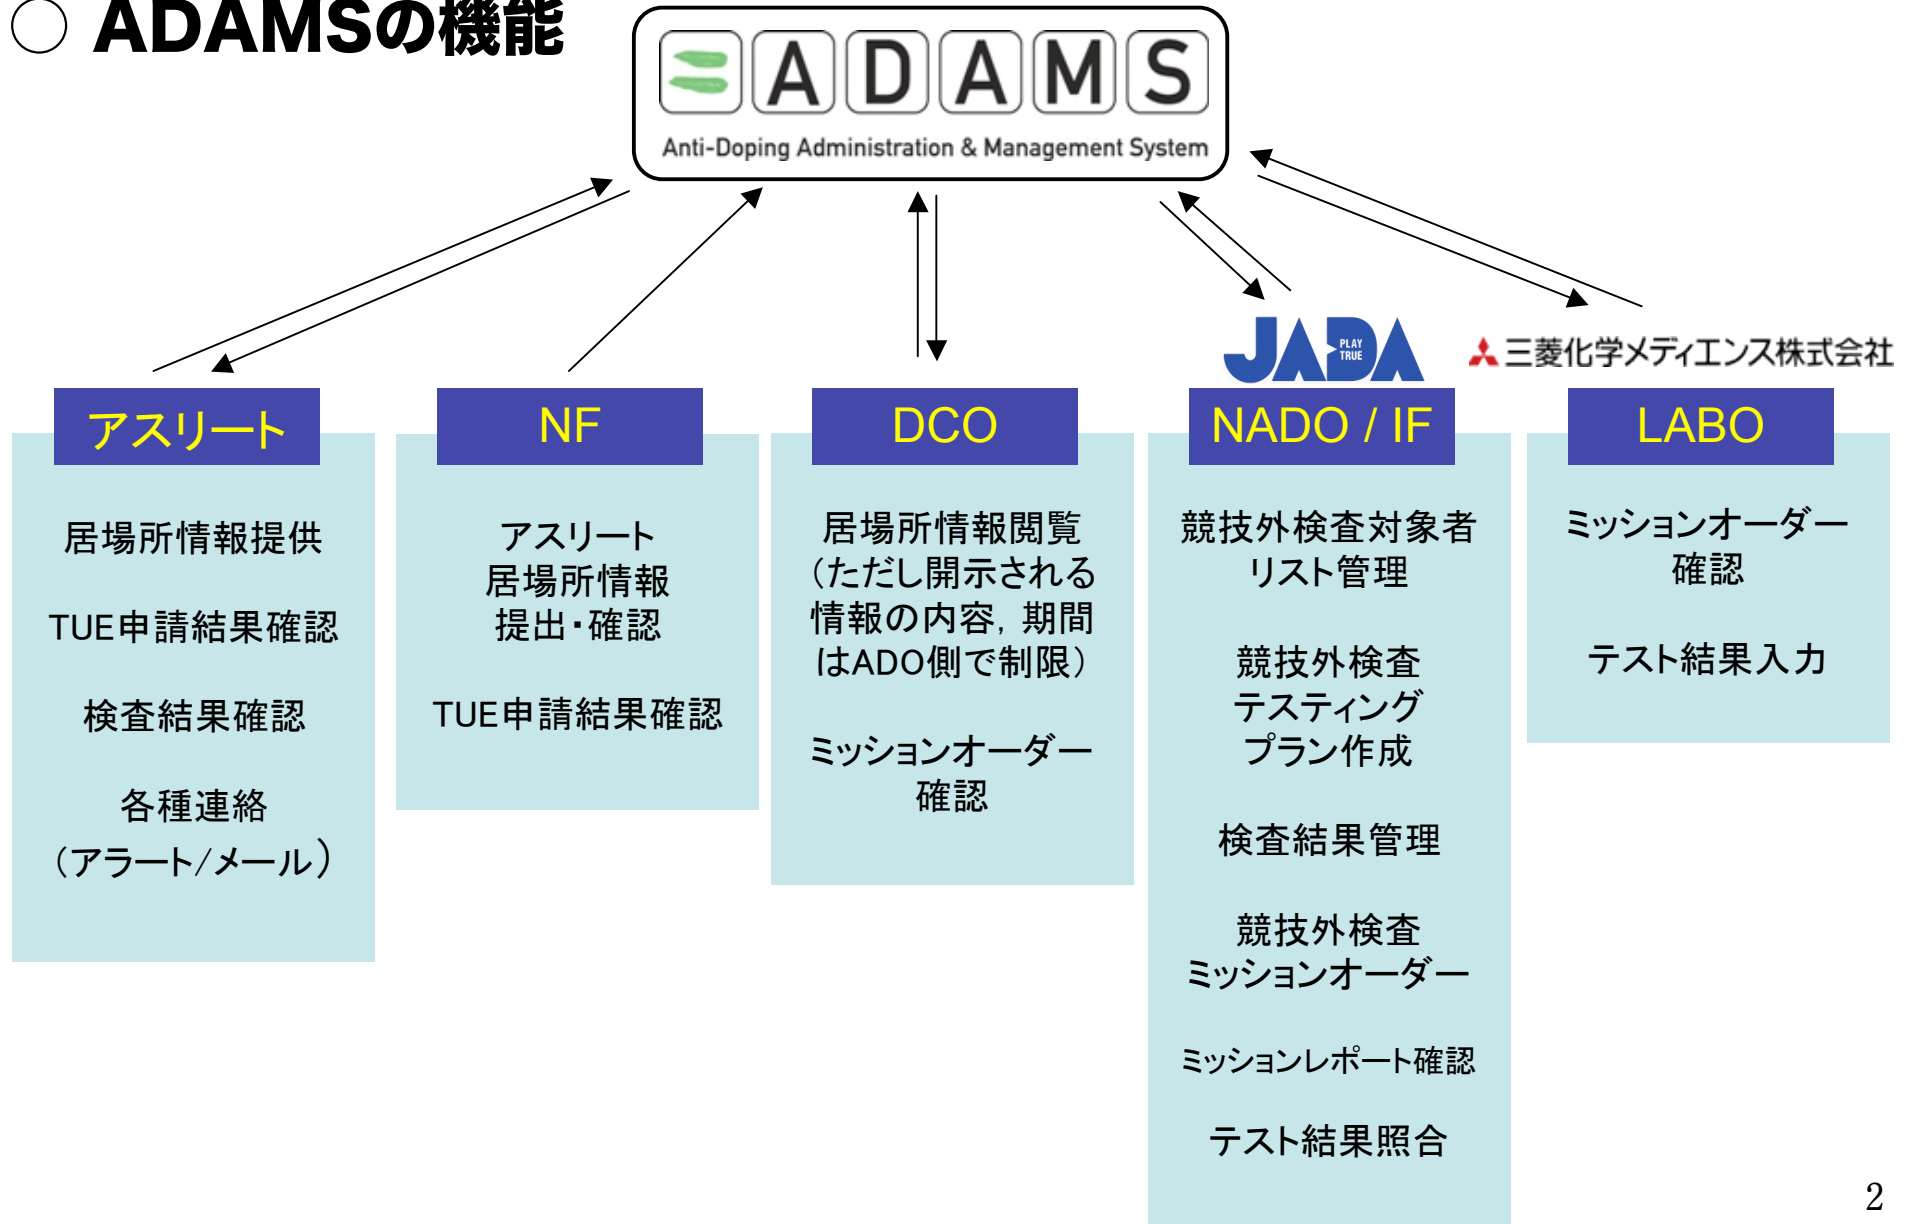 ○ ADAMSの機能
ADAMS
Anti-Doping Administration & Management System
JADA
PLAY
TRUE
三菱化学メディエンス株式会社
アスリート
居場所情報提供
TUE申請結果確認
検査結果確認
各種連絡
（アラート/メール）
NF
アスリート
居場所情報
提出・確認
TUE申請結果確認
DCO
居場所情報閲覧
（ただし開示される
情報の内容，期間
はADO側で制限）
ミッションオーダー
確認
NADO / IF
競技外検査対象者
リスト管理
競技外検査
テスティング
プラン作成
検査結果管理
競技外検査
ミッションオーダー
ミッションレポート確認
テスト結果照合
LABO
ミッションオーダー
確認
テスト結果入力
2